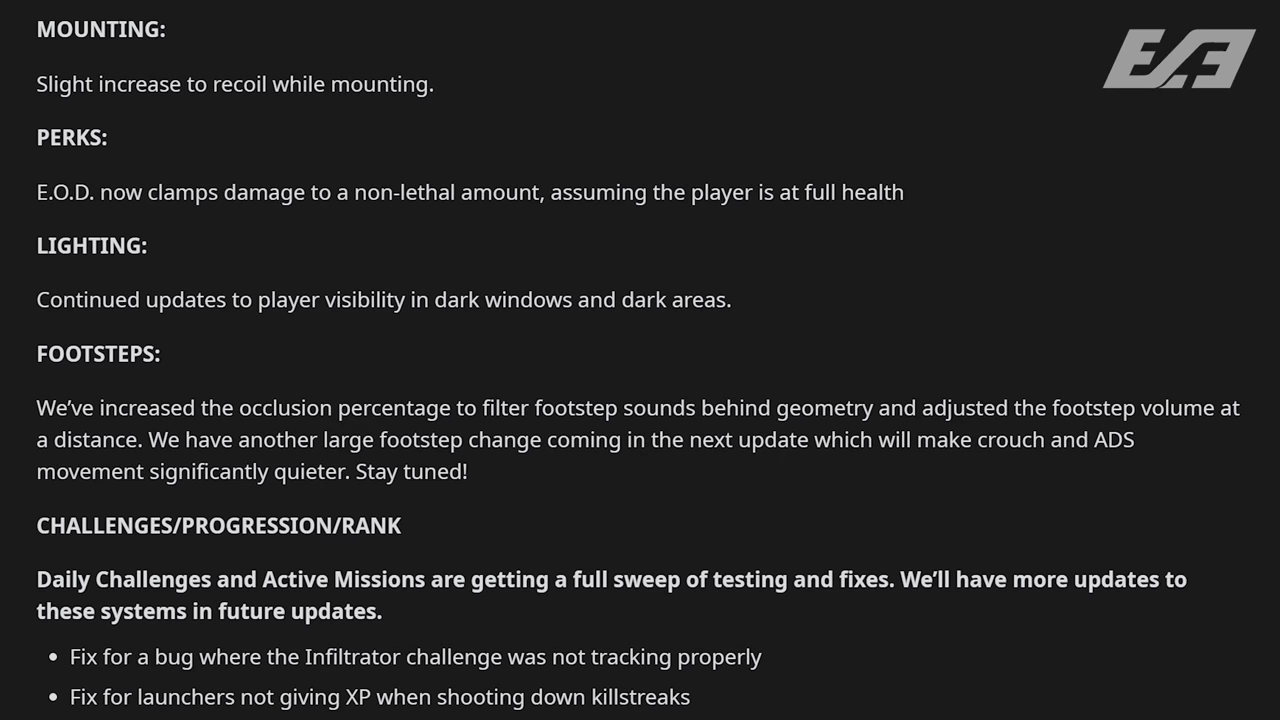 MOUNTING:
Slight increase to recoil while mounting.
PERKS:
E.O.D. now clamps damage to a non-lethal amount, assuming the player is at full health
LIGHTING:
Continued updates to player visibility in dark windows and dark areas.
FOOTSTEPS:
We’ve increased the occlusion percentage to filter footstep sounds behind geometry and adjusted the footstep volume at
a distance. We have another large footstep change coming in the next update which will make crouch and ADS
movement significantly quieter. Stay tuned!
CHALLENGES/PROGRESSION/RANK
Daily Challenges and Active Missions are getting a full sweep of testing and fixes. We’ll have more updates to
these systems in future updates.
• Fix for a bug where the Infiltrator challenge was not tracking properly
• Fix for launchers not giving XP when shooting down killstreaks